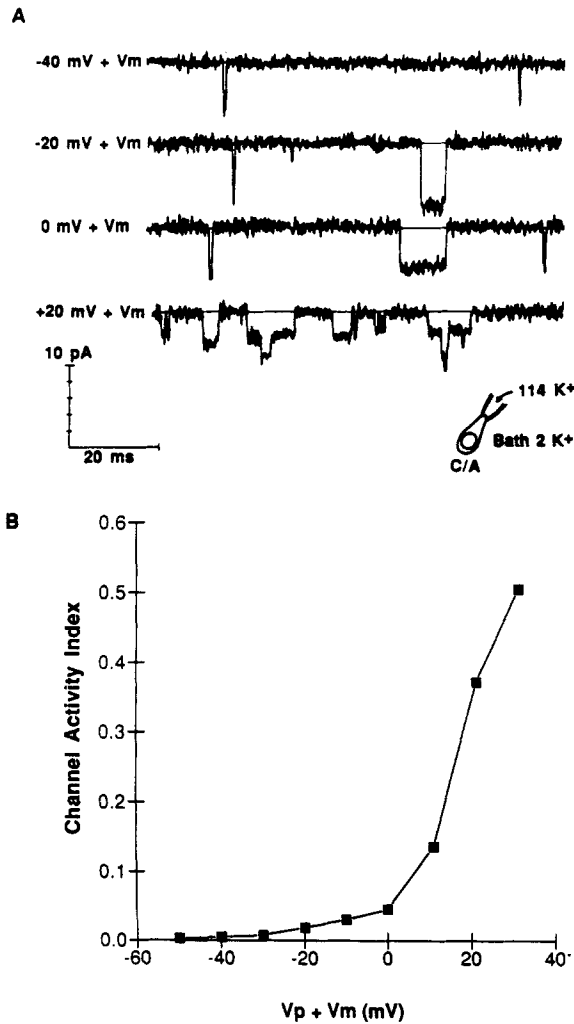 A
-40 mV + Vm
-20 mV + Vm
0 mV + Vm
+20 mV + Vm
10 pA
20 ms
114 K+
Bath 2 K+
C/A
B
Channel Activity Index
0.6
0.5
0.4
0.3
0.2
0.1
0.0
-60 -40 -20 0 20 40
Vp + Vm (mV)